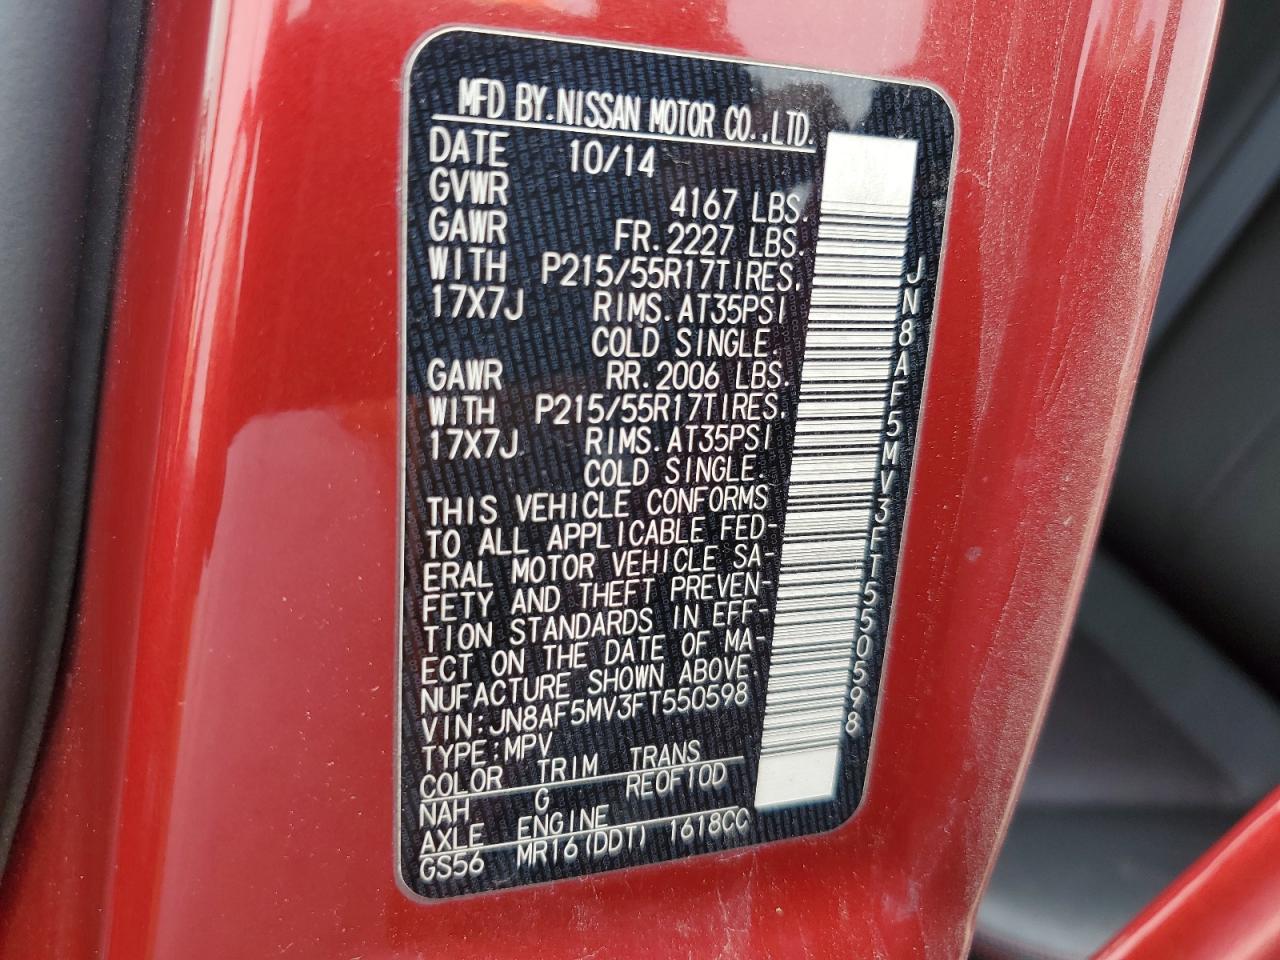 MFD BY.NISSAN MOTOR CO.,LTD.
DATE 10/14
GVWR 4167 LBS.
GAWR FR.2227 LBS.
WITH P215/55R17TIRES.
17X7J RIMS.AT35PSI
COLD SINGLE.
GAWR RR.2006 LBS.
WITH P215/55R17TIRES.
17X7J RIMS.AT35PSI
COLD SINGLE.
THIS VEHICLE CONFORMS
TO ALL APPLICABLE FED-
ERAL MOTOR VEHICLE SA-
FETY AND THEFT PREVEN-
TION STANDARDS IN EFF-
ECT ON THE DATE OF MA-
NUFACTURE SHOWN ABOVE.
VIN:JN8AF5MV3FT550598
TYPE:MPV
COLOR TRIM TRANS
NAH G RE0F10D
AXLE ENGINE
GS56 MR16(DDT) 1618CC
JN8AF5MV3FT550598